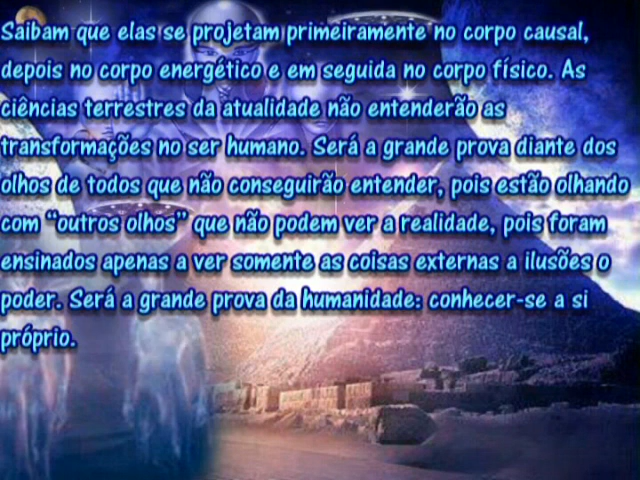 Saibam que elas se projetam primeiramente no corpo causal,
depois no corpo energético e em seguida no corpo físico. As
ciências terrestres da atualidade não entenderão as
transformações no ser humano. Será a grande prova diante dos
olhos de todos que não conseguirão entender, pois estão olhando
com “outros olhos” que não podem ver a realidade, pois foram
ensinados apenas a ver somente as coisas externas a ilusões o
poder. Será a grande prova da humanidade: conhecer-se a si
próprio.